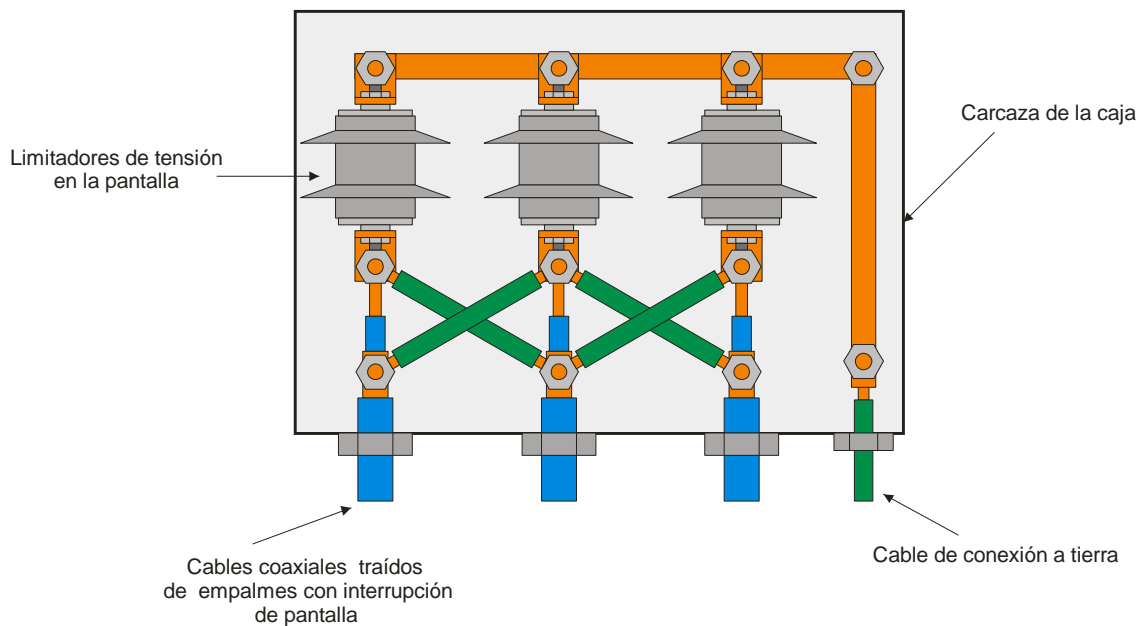 Carcaza de la caja
Limitadores de tensión
en la pantalla
Cable de conexión a tierra
Cables coaxiales traídos
de empalmes con interrupción
de pantalla